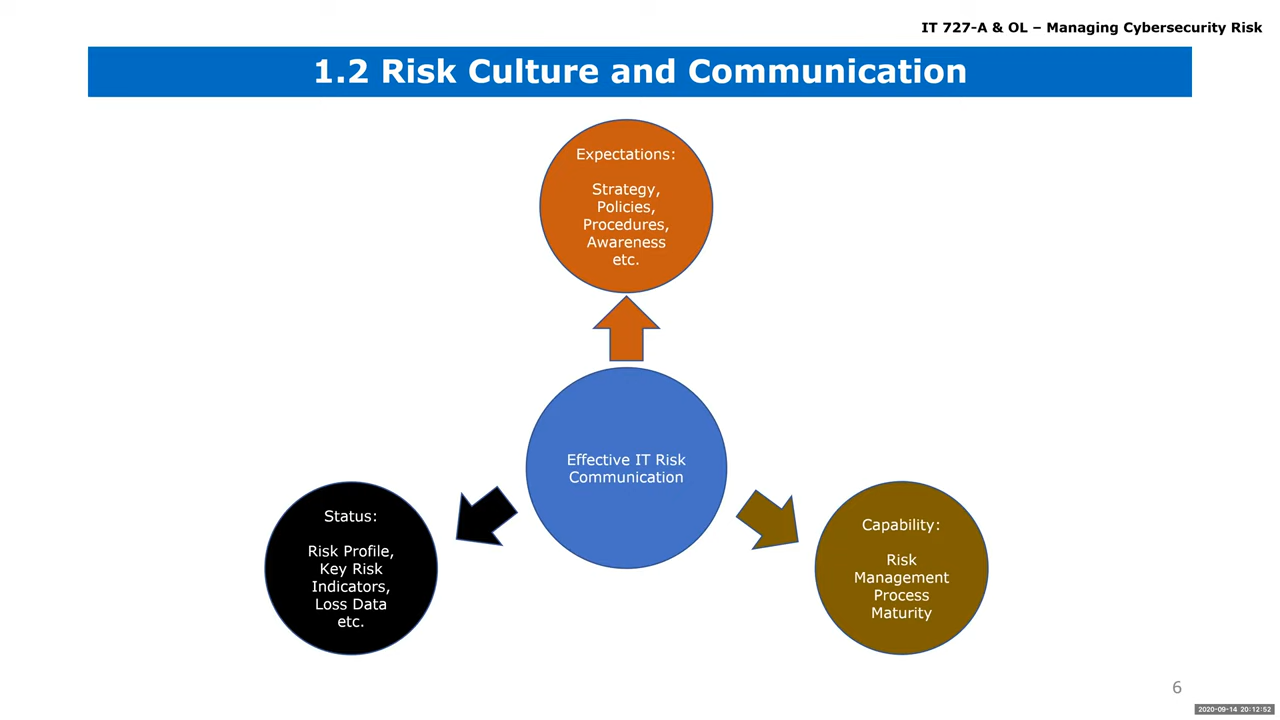 IT 727-A & OL – Managing Cybersecurity Risk
1.2 Risk Culture and Communication
Expectations:
Strategy,
Policies,
Procedures,
Awareness
etc.
Effective IT Risk
Communication
Status:
Risk Profile,
Key Risk
Indicators,
Loss Data
etc.
Capability:
Risk
Management
Process
Maturity
6
2020-09-14 20:12:52